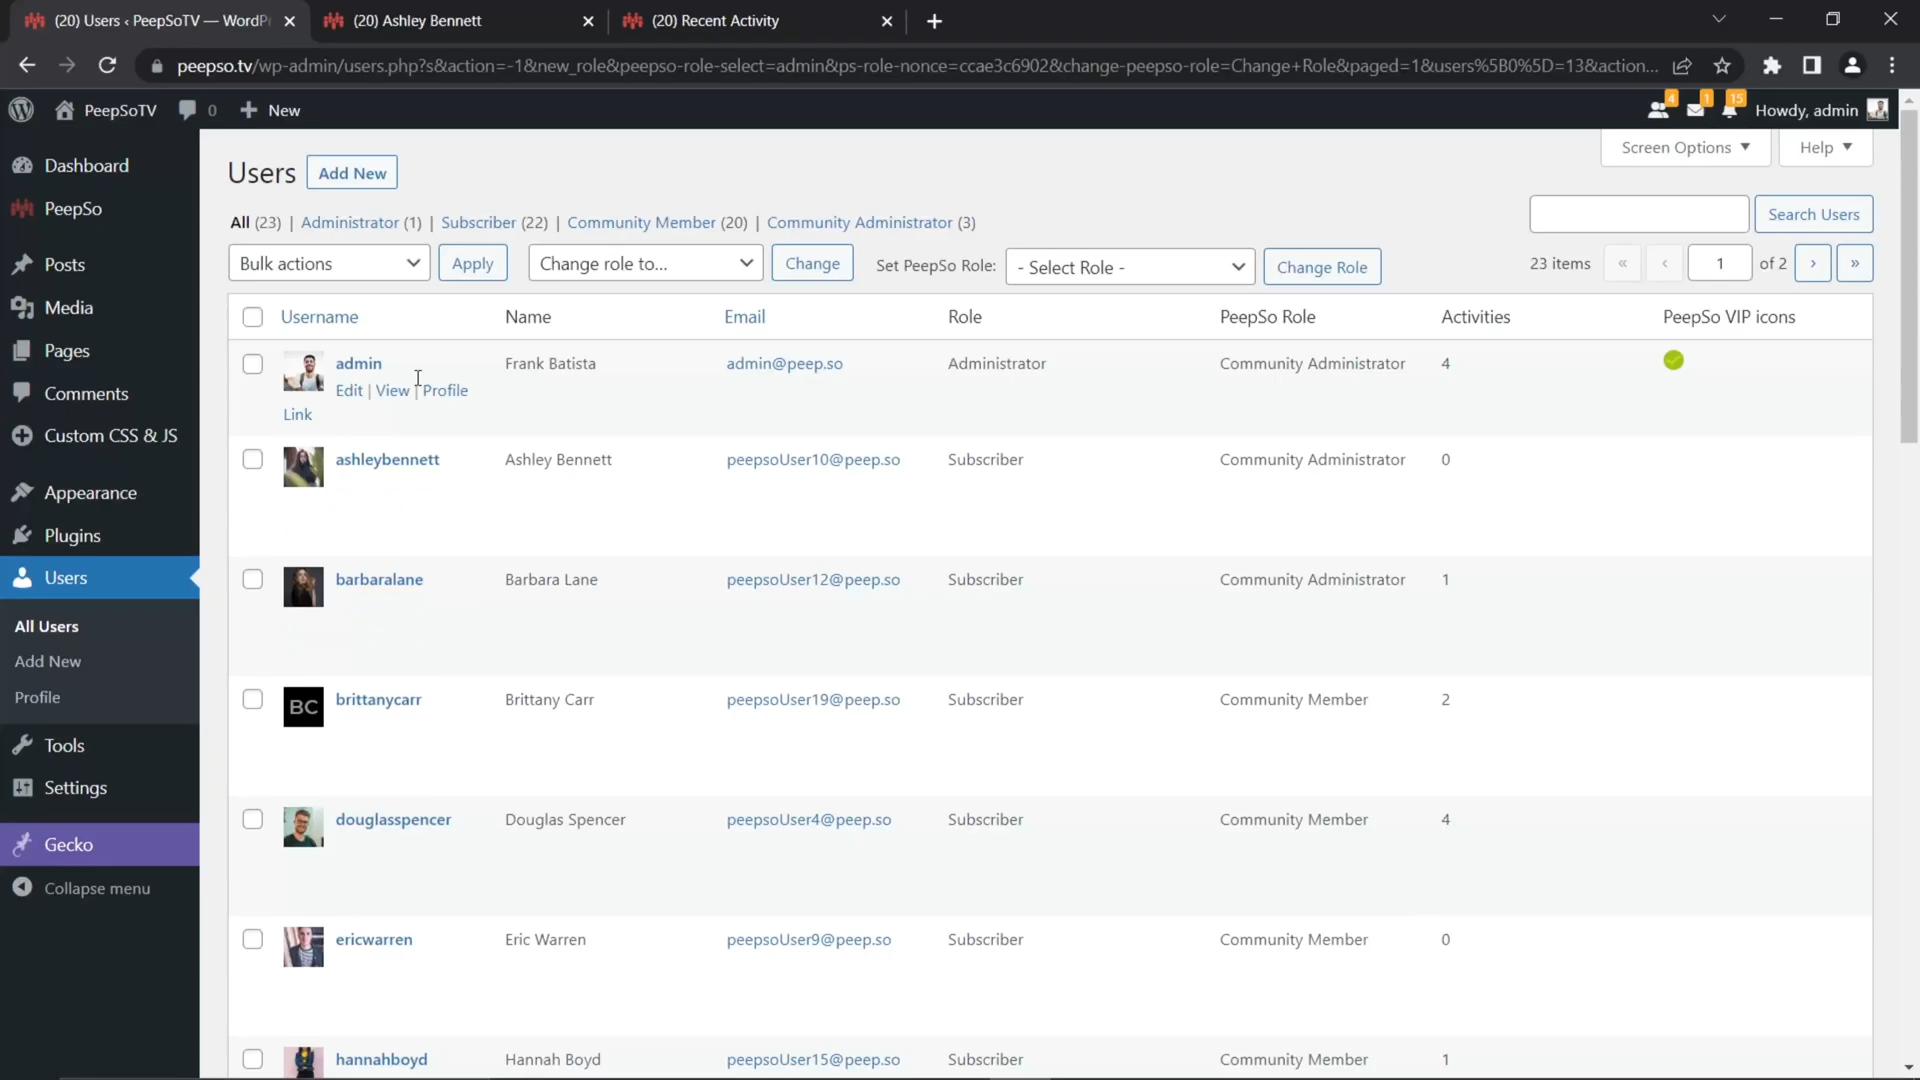 (20) Users ‹ PeepSoTV — WordP
(20) Ashley Bennett
(20) Recent Activity
peepso.tv/wp-admin/users.php?s&action=-1&new_role&peepso-role-select=admin&ps-role-nonce=ccae3c6902&change-peepso-role=Change+Role&paged=1&users%5B0%5D=13&action...
PeepSoTV 0 New
4 1 15 Howdy, admin
Dashboard
PeepSo
Posts
Media
Pages
Comments
Custom CSS & JS
Appearance
Plugins
Users
All Users
Add New
Profile
Tools
Settings
Gecko
Collapse menu
Screen Options ▼ Help ▼
Users Add New
All (23) | Administrator (1) | Subscriber (22) | Community Member (20) | Community Administrator (3)
Search Users
Bulk actions Apply Change role to... Change Set PeepSo Role: - Select Role - Change Role 23 items « ‹ 1 of 2 › »
Username Name Email Role PeepSo Role Activities PeepSo VIP icons
admin Frank Batista admin@peep.so Administrator Community Administrator 4
Edit | View | Profile
Link
ashleybennett Ashley Bennett peepsoUser10@peep.so Subscriber Community Administrator 0
barbaralane Barbara Lane peepsoUser12@peep.so Subscriber Community Administrator 1
BC brittanycarr Brittany Carr peepsoUser19@peep.so Subscriber Community Member 2
douglasspencer Douglas Spencer peepsoUser4@peep.so Subscriber Community Member 4
ericwarren Eric Warren peepsoUser9@peep.so Subscriber Community Member 0
hannahboyd Hannah Boyd peepsoUser15@peep.so Subscriber Community Member 1